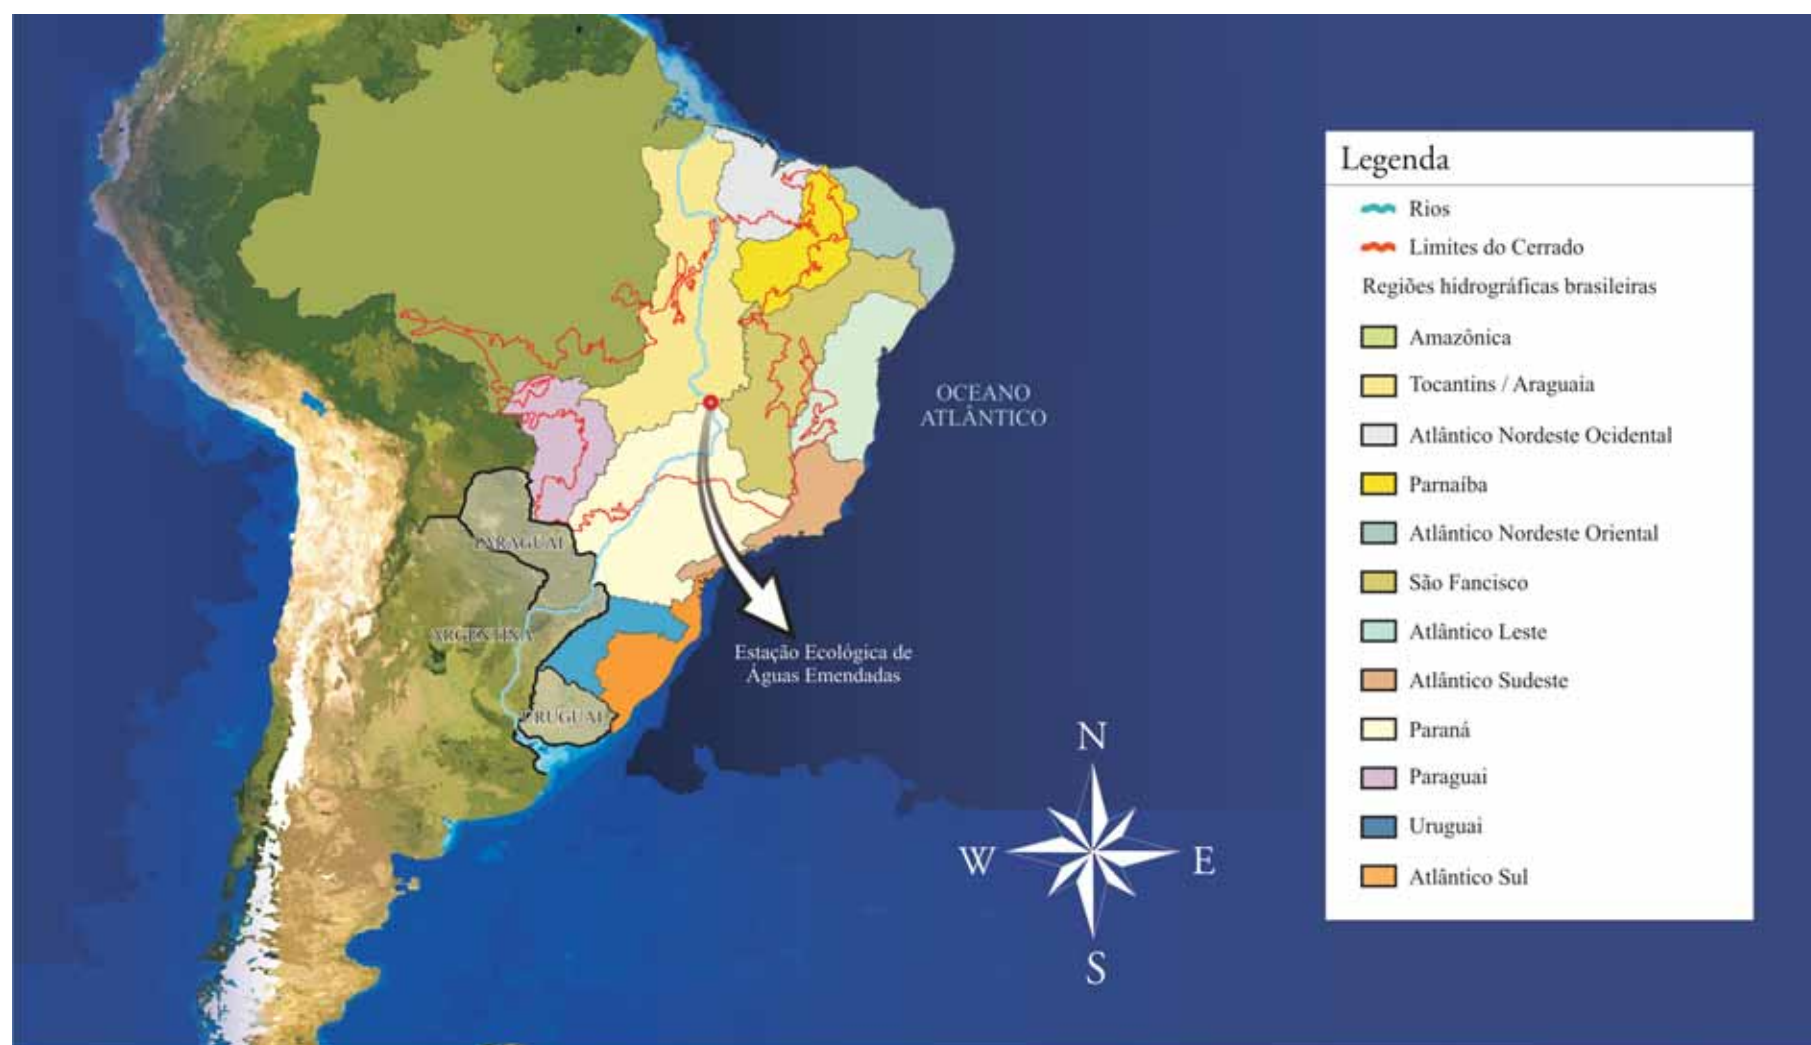 PARAGUAI
ARGENTINA
URUGUAI
OCEANO
ATLÂNTICO
Estação Ecológica de
Águas Emendadas
N
W
E
S
Legenda
Rios
Limites do Cerrado
Regiões hidrográficas brasileiras
Amazônica
Tocantins / Araguaia
Atlântico Nordeste Ocidental
Parnaíba
Atlântico Nordeste Oriental
São Fancisco
Atlântico Leste
Atlântico Sudeste
Paraná
Paraguai
Uruguai
Atlântico Sul